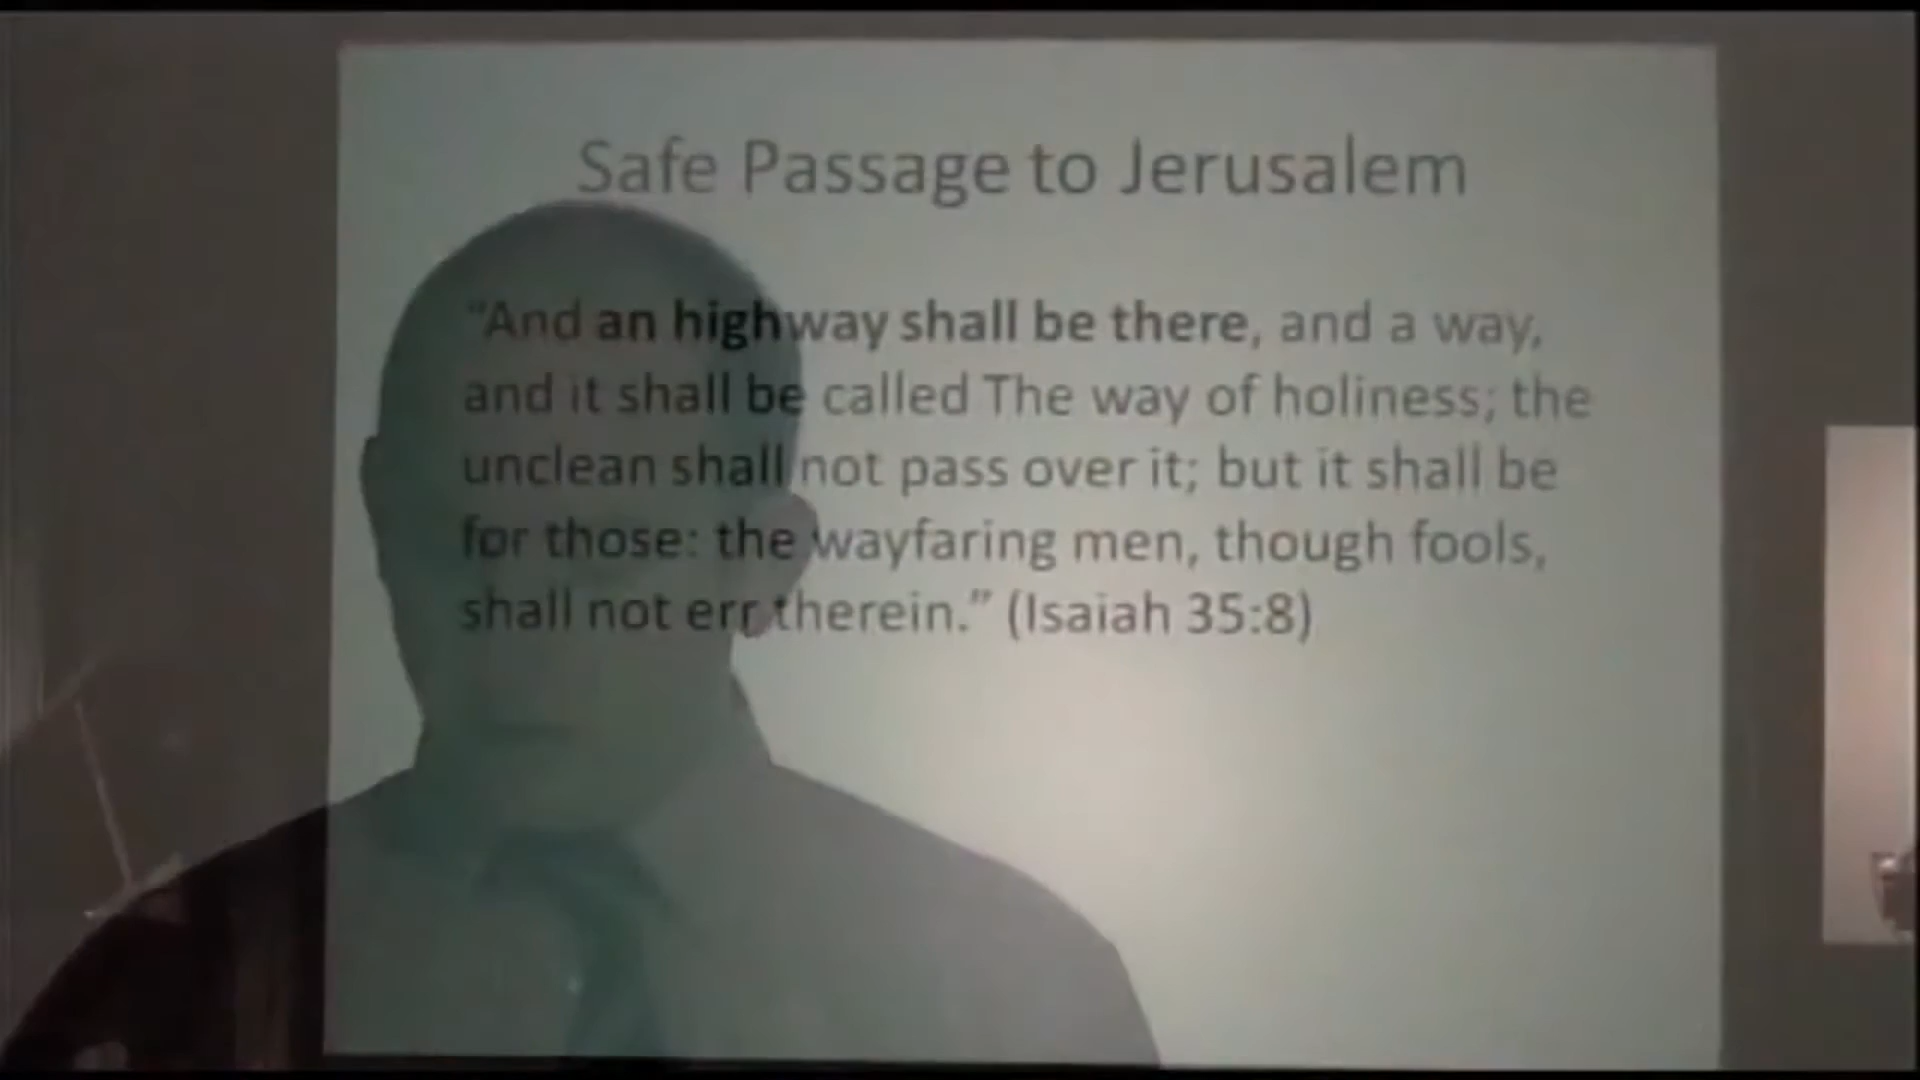 Safe Passage to Jerusalem
"And an highway shall be there, and a way,
and it shall be called The way of holiness; the
unclean shall not pass over it; but it shall be
for those: the wayfaring men, though fools,
shall not err therein." (Isaiah 35:8)